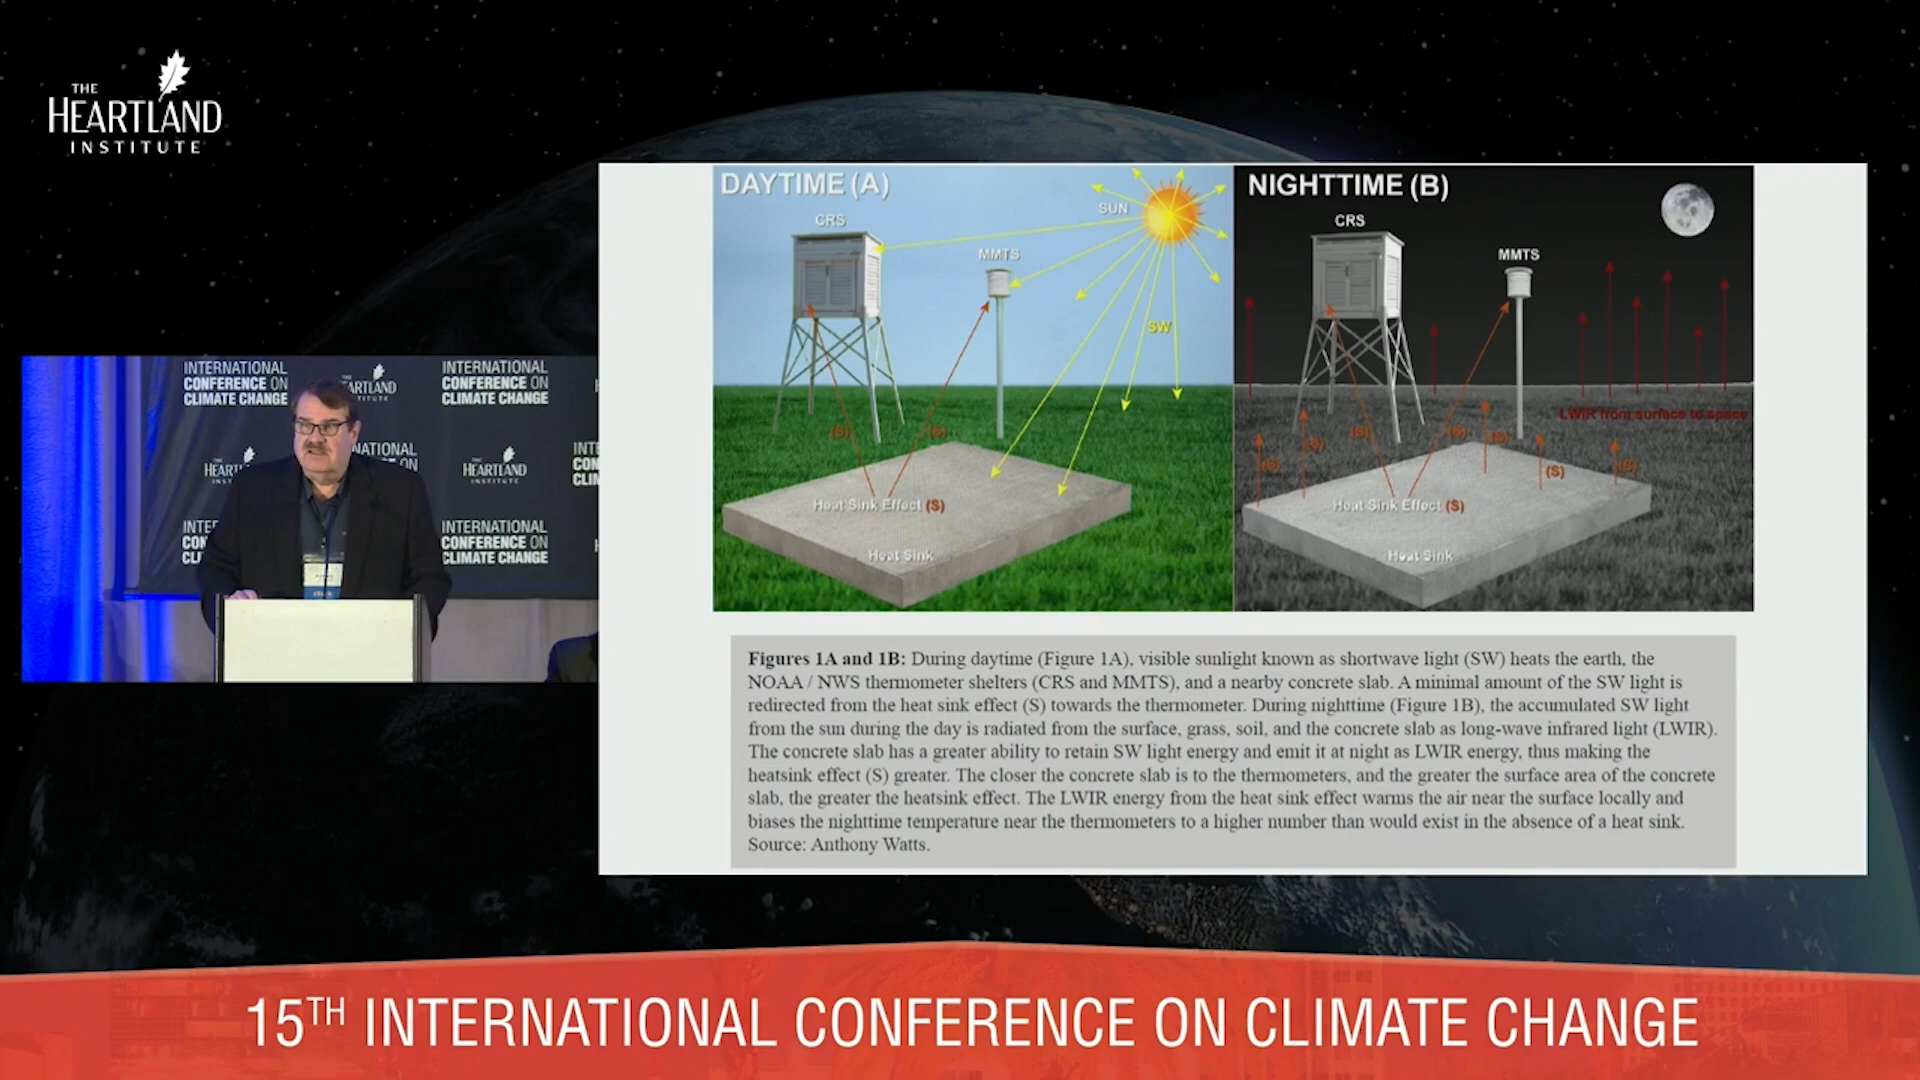 THE
HEARTLAND
INSTITUTE
INTERNATIONAL
CONFERENCE ON
CLIMATE CHANGE
INTERNATIONAL
CONFERENCE ON
CLIMATE CHANGE
HEARTLAND
INSTITUTE
INTERNATIONAL
CONFERENCE ON
CLIMATE CHANGE
DAYTIME (A)
CRS
MMTS
SUN
SW
(S)
(S)
Heat Sink Effect (S)
Heat Sink
NIGHTTIME (B)
CRS
MMTS
LWIR from surface to space
(S)
(S)
(S)
(S)
(S)
(S)
(S)
Heat Sink Effect (S)
Heat Sink
Figures 1A and 1B: During daytime (Figure 1A), visible sunlight known as shortwave light (SW) heats the earth, the
NOAA / NWS thermometer shelters (CRS and MMTS), and a nearby concrete slab. A minimal amount of the SW light is
redirected from the heat sink effect (S) towards the thermometer. During nighttime (Figure 1B), the accumulated SW light
from the sun during the day is radiated from the surface, grass, soil, and the concrete slab as long-wave infrared light (LWIR).
The concrete slab has a greater ability to retain SW light energy and emit it at night as LWIR energy, thus making the
heatsink effect (S) greater. The closer the concrete slab is to the thermometers, and the greater the surface area of the concrete
slab, the greater the heatsink effect. The LWIR energy from the heat sink effect warms the air near the surface locally and
biases the nighttime temperature near the thermometers to a higher number than would exist in the absence of a heat sink.
Source: Anthony Watts.
15TH INTERNATIONAL CONFERENCE ON CLIMATE CHANGE